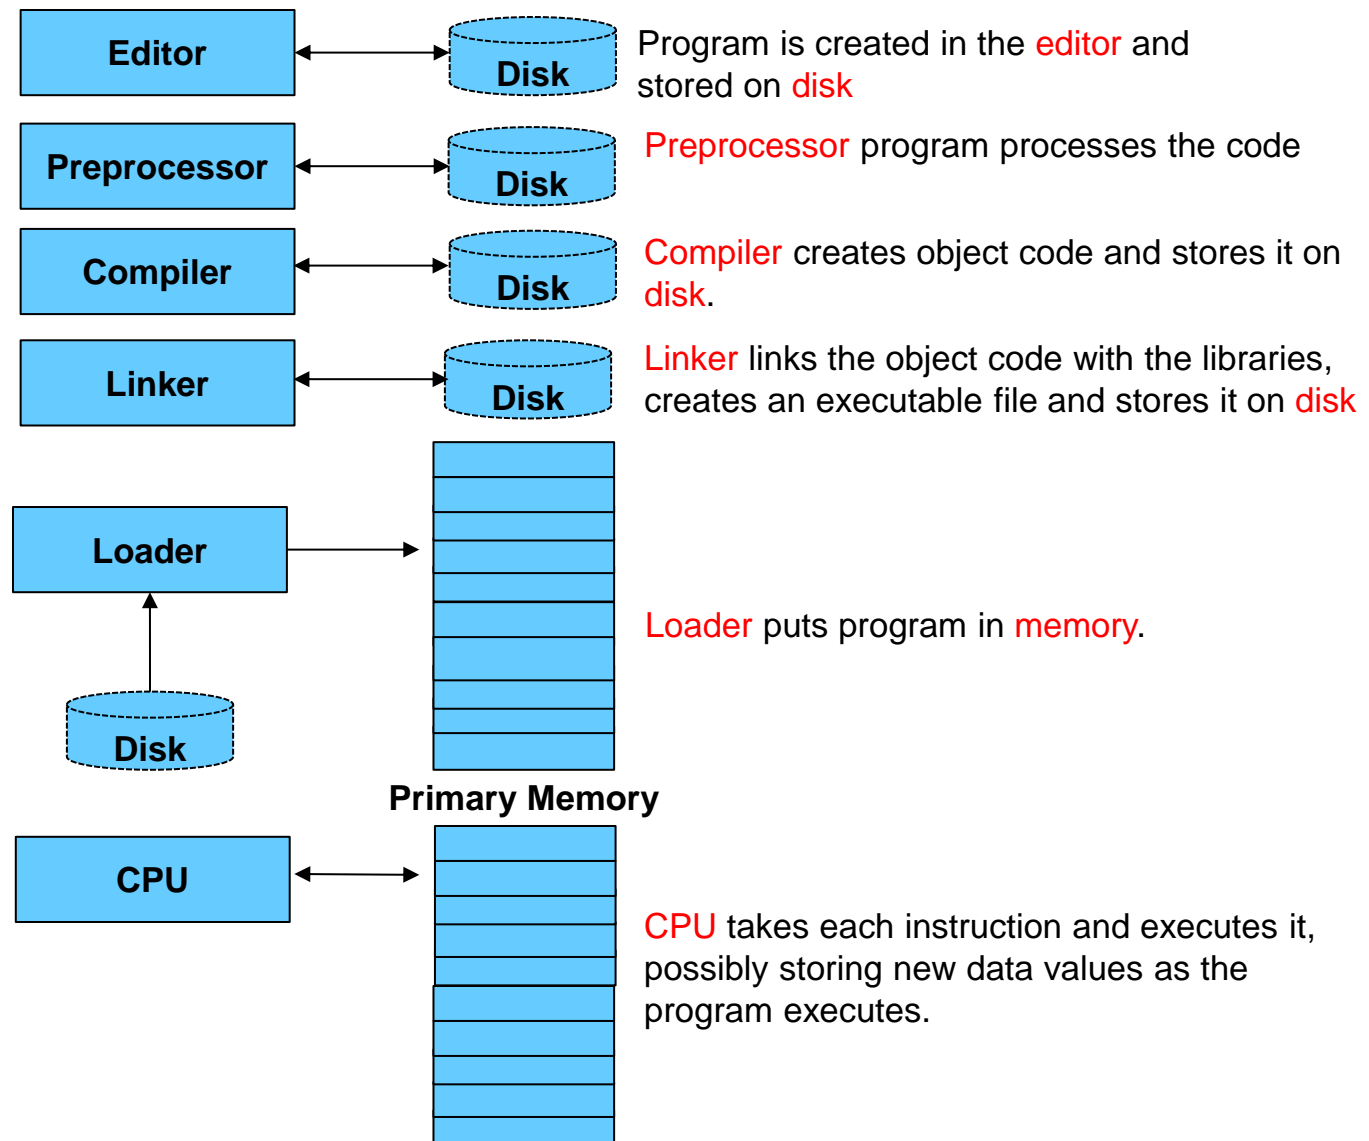 Editor
Disk
Program is created in the editor and
stored on disk
Preprocessor
Disk
Preprocessor program processes the code
Compiler
Disk
Compiler creates object code and stores it on
disk.
Linker
Disk
Linker links the object code with the libraries,
creates an executable file and stores it on disk
Loader
Loader puts program in memory.
Disk
Primary Memory
CPU
CPU takes each instruction and executes it,
possibly storing new data values as the
program executes.